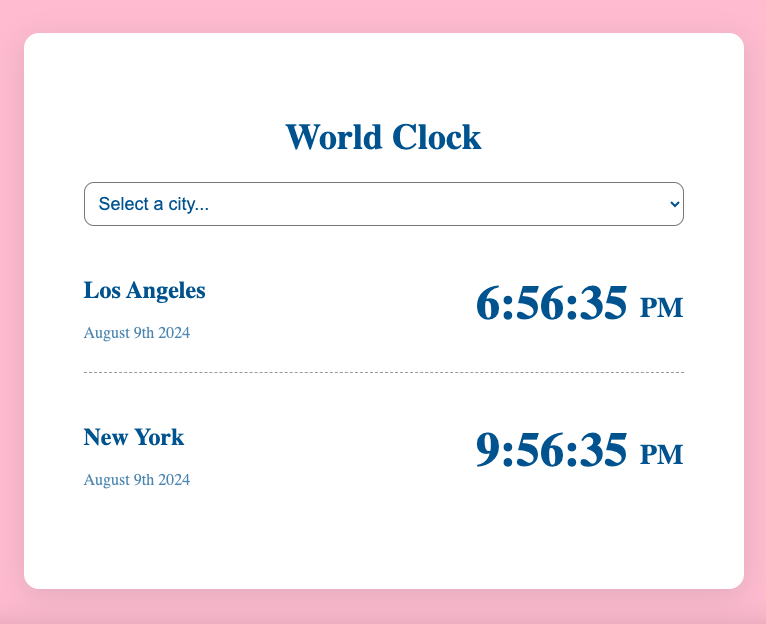 World Clock
Select a city...
Los Angeles
6:56:35 PM
August 9th 2024
New York
9:56:35 PM
August 9th 2024